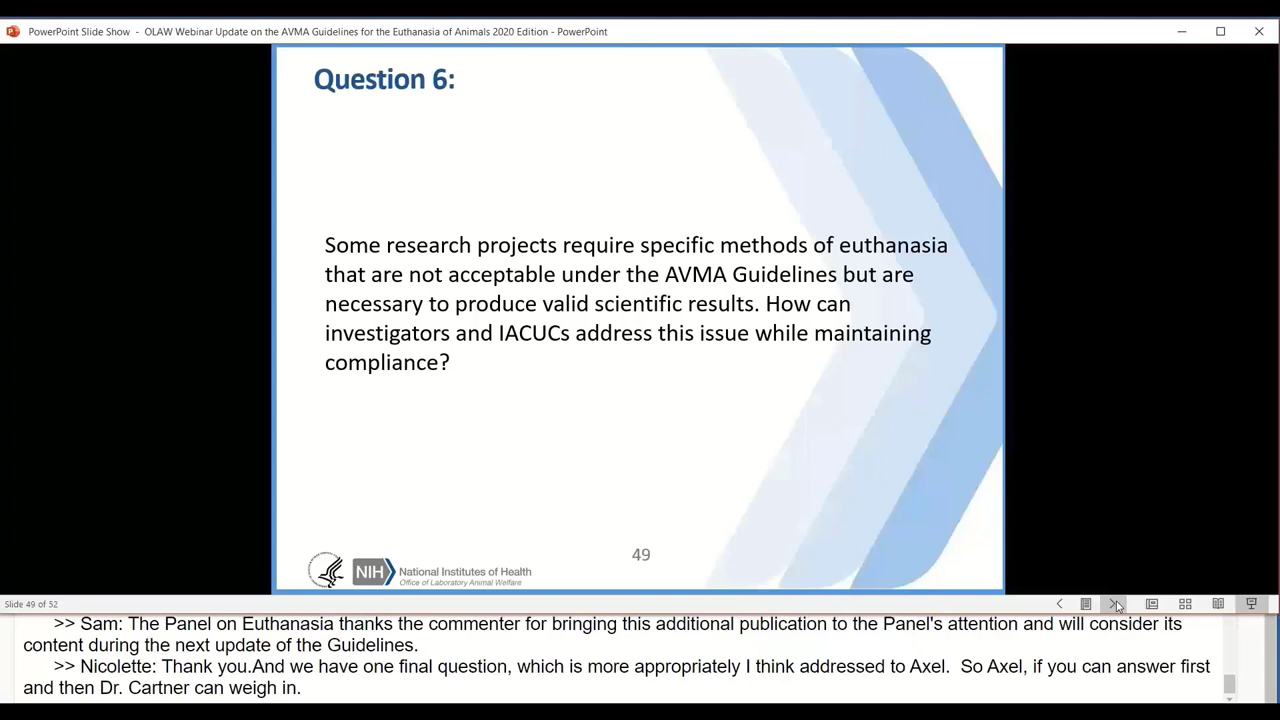 PowerPoint Slide Show - OLAW Webinar Update on the AVMA Guidelines for the Euthanasia of Animals 2020 Edition - PowerPoint
Question 6:
Some research projects require specific methods of euthanasia
that are not acceptable under the AVMA Guidelines but are
necessary to produce valid scientific results. How can
investigators and IACUCs address this issue while maintaining
compliance?
49
NIH National Institutes of Health
Office of Laboratory Animal Welfare
Slide 49 of 52
>> Sam: The Panel on Euthanasia thanks the commenter for bringing this additional publication to the Panel's attention and will consider its
content during the next update of the Guidelines.
>> Nicolette: Thank you.And we have one final question, which is more appropriately I think addressed to Axel.  So Axel, if you can answer first
and then Dr. Cartner can weigh in.